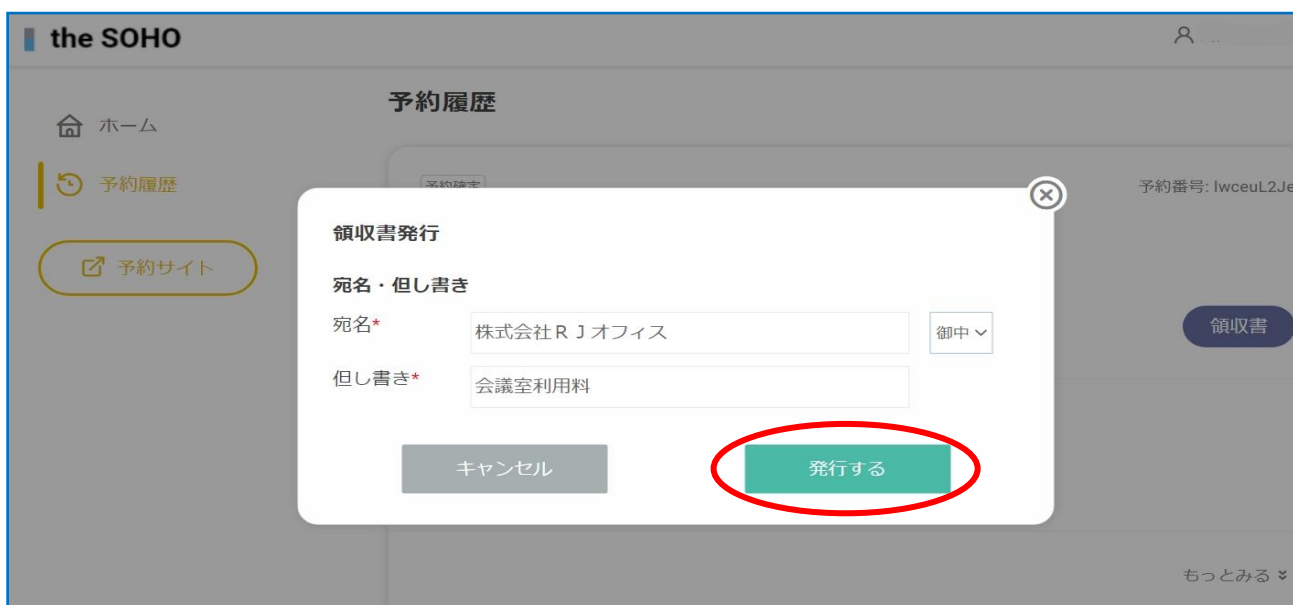 the SOHO
ホーム
予約履歴
予約サイト
予約履歴
予約確定
予約番号: lwceuL2Je
領収書
領収書発行
宛名・但し書き
宛名*
株式会社ＲＪオフィス
御中
但し書き*
会議室利用料
キャンセル
発行する
もっとみる